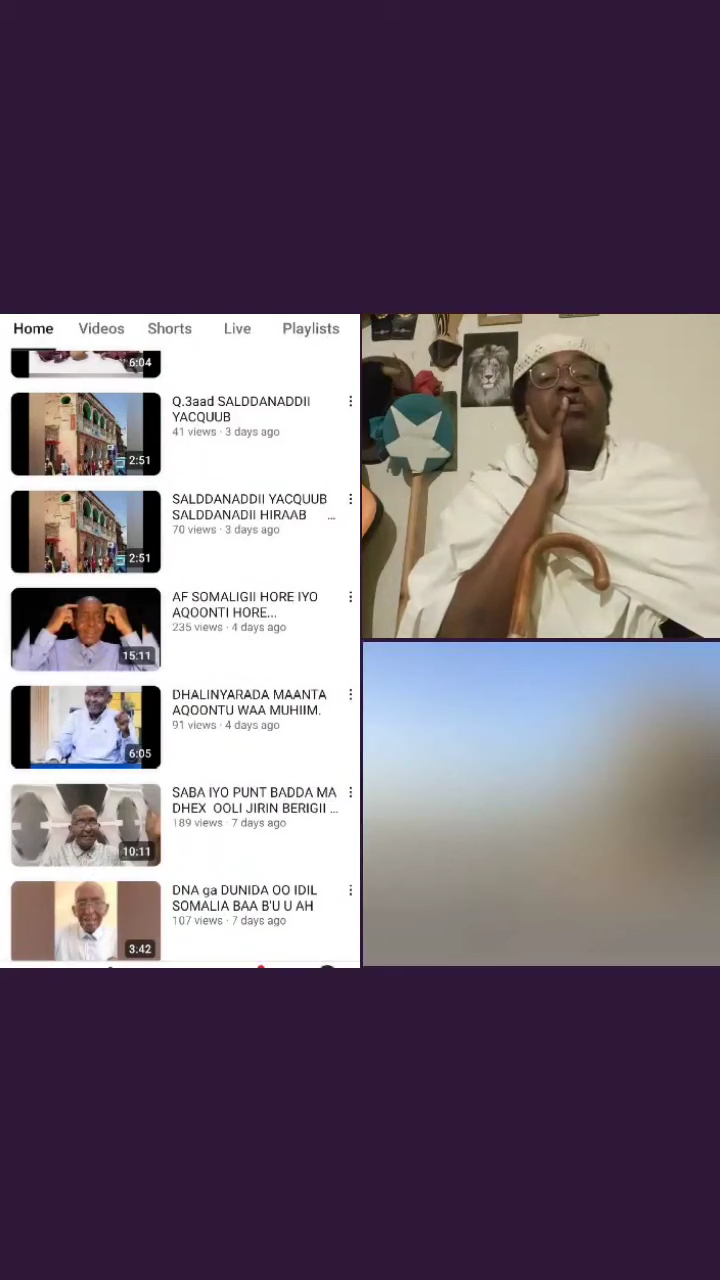 Home Videos Shorts Live Playlists
6:04
Q.3aad SALDDANADDII
YACQUUB
41 views · 3 days ago
2:51
SALDDANADDII YACQUUB
SALDDANADII HIRAAB ...
70 views · 3 days ago
2:51
AF SOMALIGII HORE IYO
AQOONTI HORE...
235 views · 4 days ago
15:11
DHALINYARADA MAANTA
AQOONTU WAA MUHIIM.
91 views · 4 days ago
6:05
SABA IYO PUNT BADDA MA
DHEX OOLI JIRIN BERIGII ...
189 views · 7 days ago
10:11
DNA ga DUNIDA OO IDIL
SOMALIA BAA B'U U AH
107 views · 7 days ago
3:42